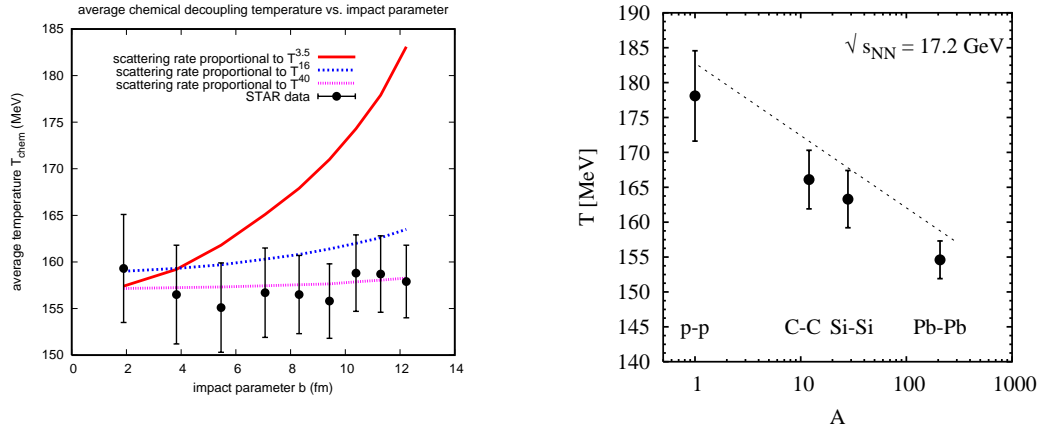 average chemical decoupling temperature vs. impact parameter
185
180
175
170
165
160
155
150
average temperature T_chem (MeV)
scattering rate proportional to T^3.5
scattering rate proportional to T^16
scattering rate proportional to T^40
STAR data
0 2 4 6 8 10 12 14
impact parameter b (fm)
190
185
180
175
170
165
160
155
150
145
140
T [MeV]
√ s_NN = 17.2 GeV
p-p C-C Si-Si Pb-Pb
1 10 100 1000
A